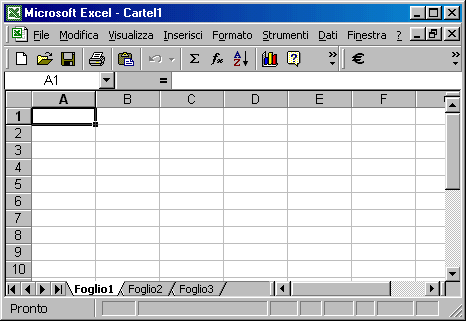 Microsoft Excel - Cartel1
File Modifica Visualizza Inserisci Formato Strumenti Dati Finestra ?
Σ fx A Z » » €
A1 =
A B C D E F
1
2
3
4
5
6
7
8
9
10
Foglio1 Foglio2 Foglio3
Pronto